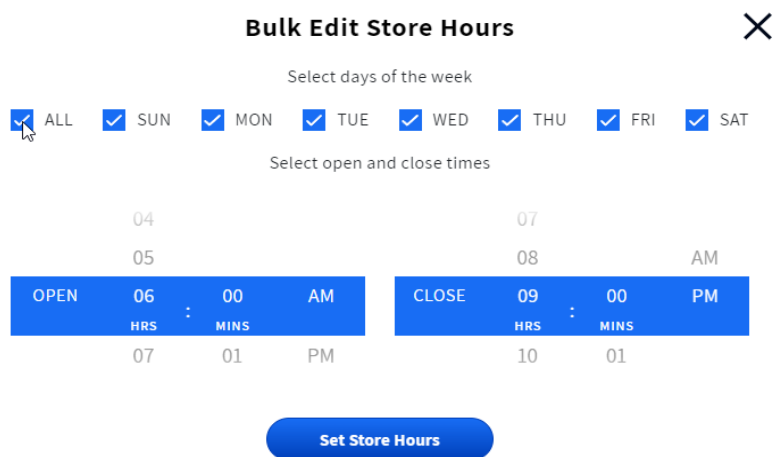 Bulk Edit Store Hours
Select days of the week
ALL SUN MON TUE WED THU FRI SAT
Select open and close times
04 07
05 08 AM
OPEN 06 : 00 AM CLOSE 09 : 00 PM
HRS MINS HRS MINS
07 01 PM 10 01
Set Store Hours